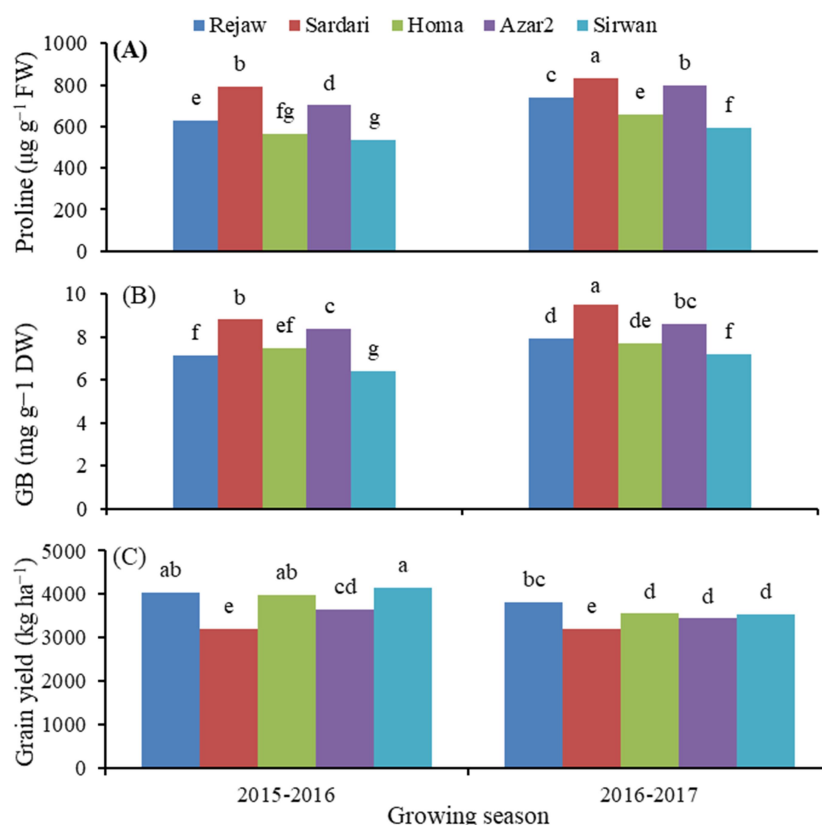 Rejaw Sardari Homa Azar2 Sirwan
(A)
Proline (µg g⁻¹ FW)
1000
800
600
400
200
0
e b fg d g c a e b f
(B)
GB (mg g−1 DW)
10
8
6
4
2
0
f b ef c g d a de bc f
(C)
Grain yield (kg ha⁻¹)
5000
4000
3000
2000
1000
0
ab e ab cd a bc e d d d
2015-2016 2016-2017
Growing season